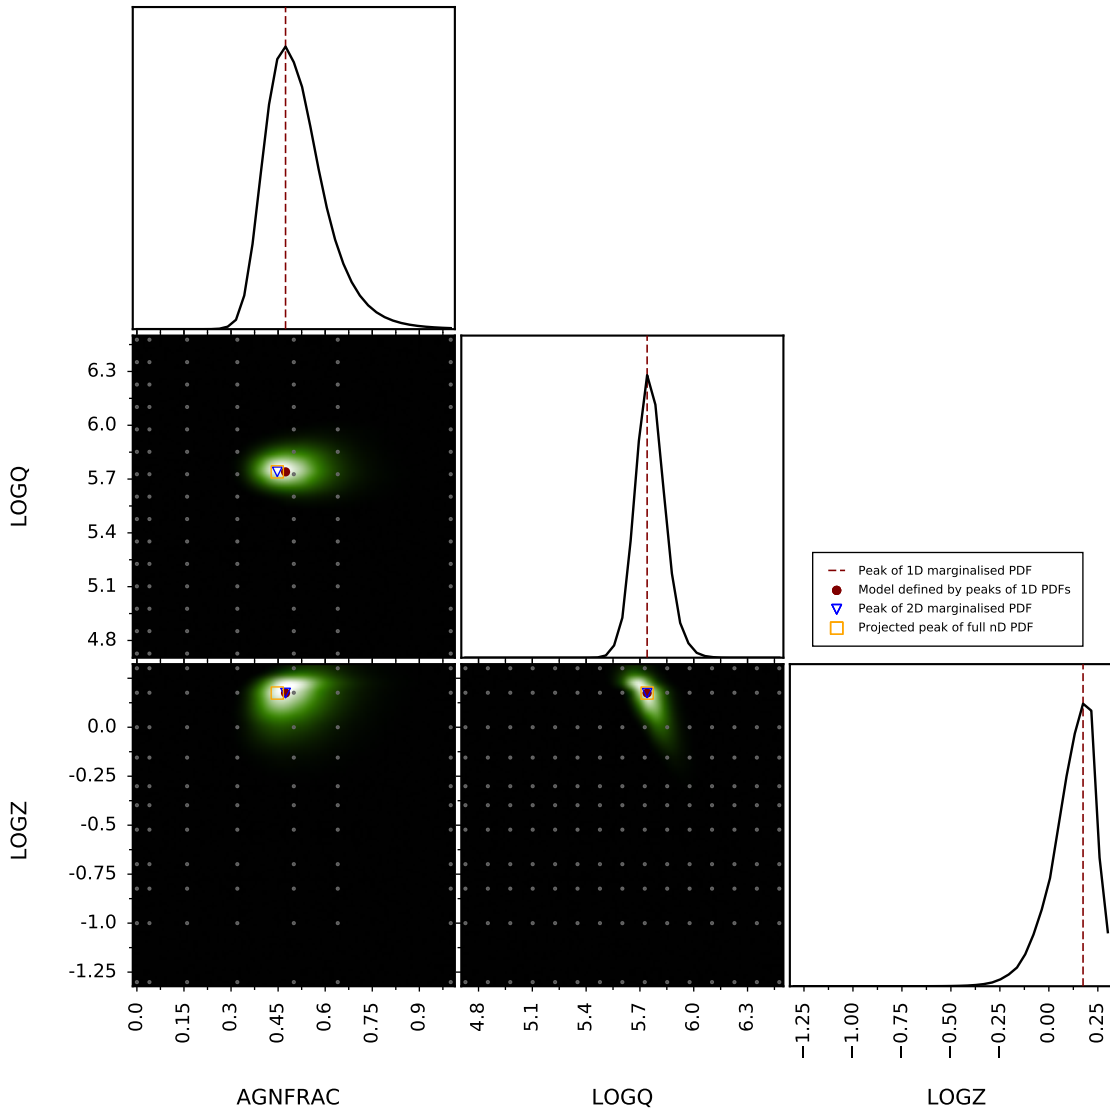 6.3
6.0
5.7
5.4
5.1
4.8
LOGQ
Peak of 1D marginalised PDF
Model defined by peaks of 1D PDFs
Peak of 2D marginalised PDF
Projected peak of full nD PDF
0.0
-0.25
-0.5
-0.75
-1.0
-1.25
LOGZ
0.0 0.15 0.3 0.45 0.6 0.75 0.9
4.8 5.1 5.4 5.7 6.0 6.3
−1.25 −1.00 −0.75 −0.50 −0.25 0.00 0.25
AGNFRAC LOGQ LOGZ